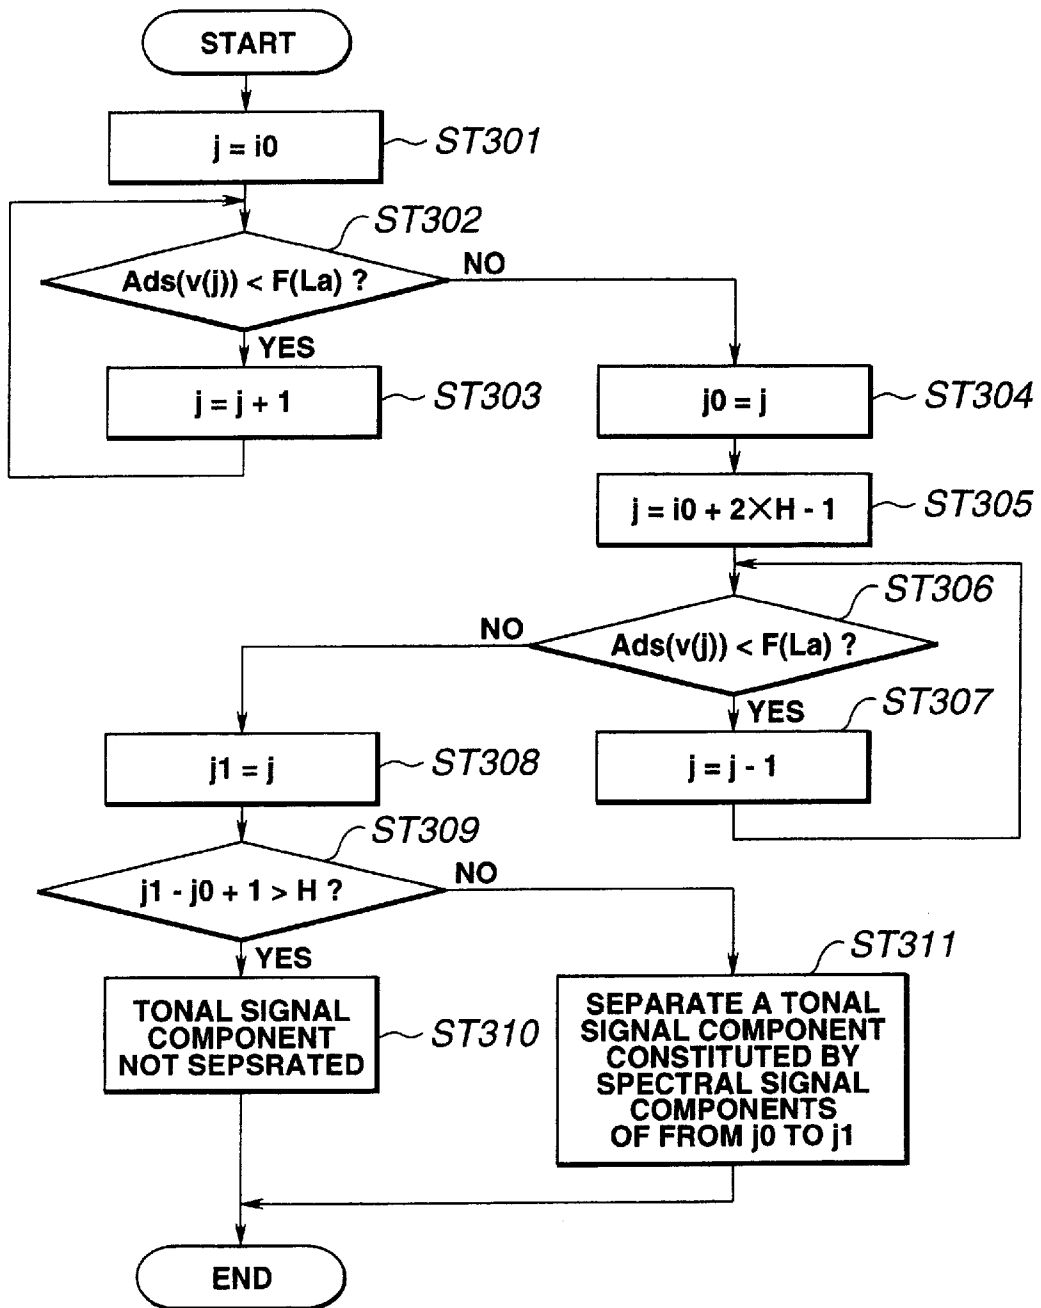 START
j = i0
ST301
ST302
Ads(v(j)) < F(La) ?
NO
YES
j = j + 1
ST303
j0 = j
ST304
j = i0 + 2×H - 1
ST305
ST306
NO
Ads(v(j)) < F(La) ?
YES
ST307
j = j - 1
j1 = j
ST308
ST309
j1 - j0 + 1 > H ?
NO
YES
TONAL SIGNAL
COMPONENT
NOT SEPSRATED
ST310
ST311
SEPARATE A TONAL
SIGNAL COMPONENT
CONSTITUTED BY
SPECTRAL SIGNAL
COMPONENTS
OF FROM j0 TO j1
END